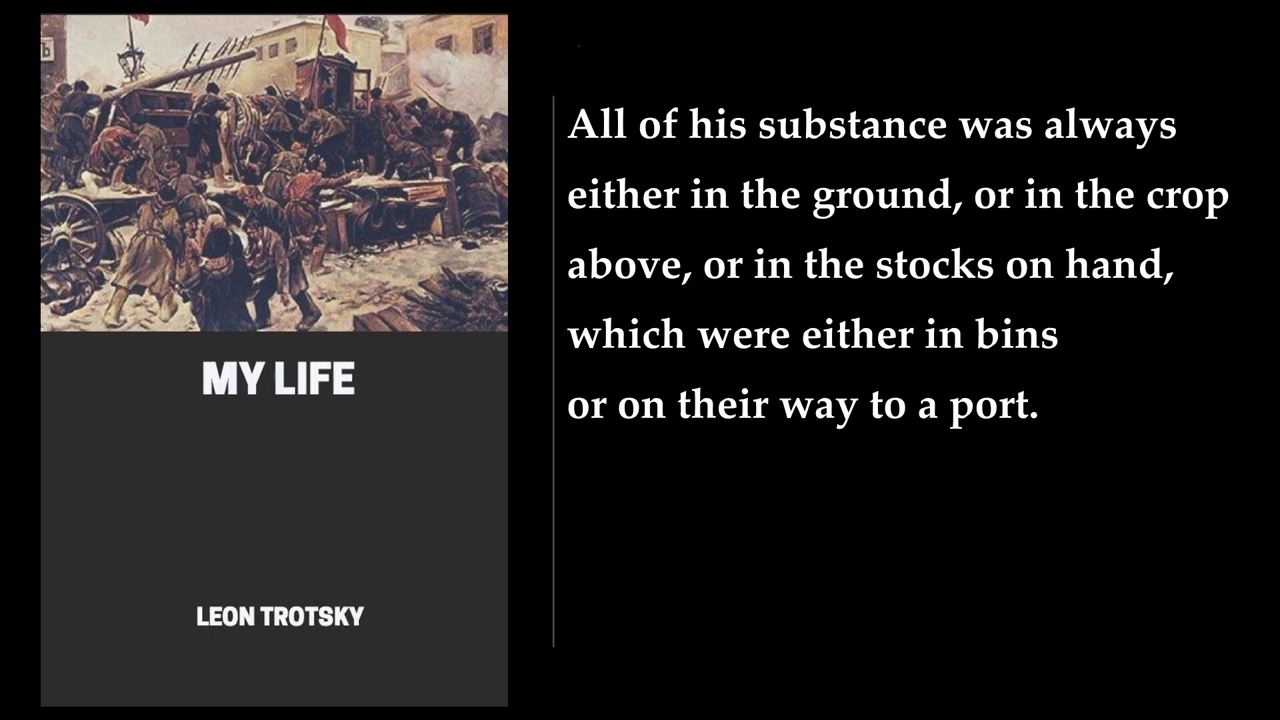 MY LIFE
LEON TROTSKY
All of his substance was always
either in the ground, or in the crop
above, or in the stocks on hand,
which were either in bins
or on their way to a port.